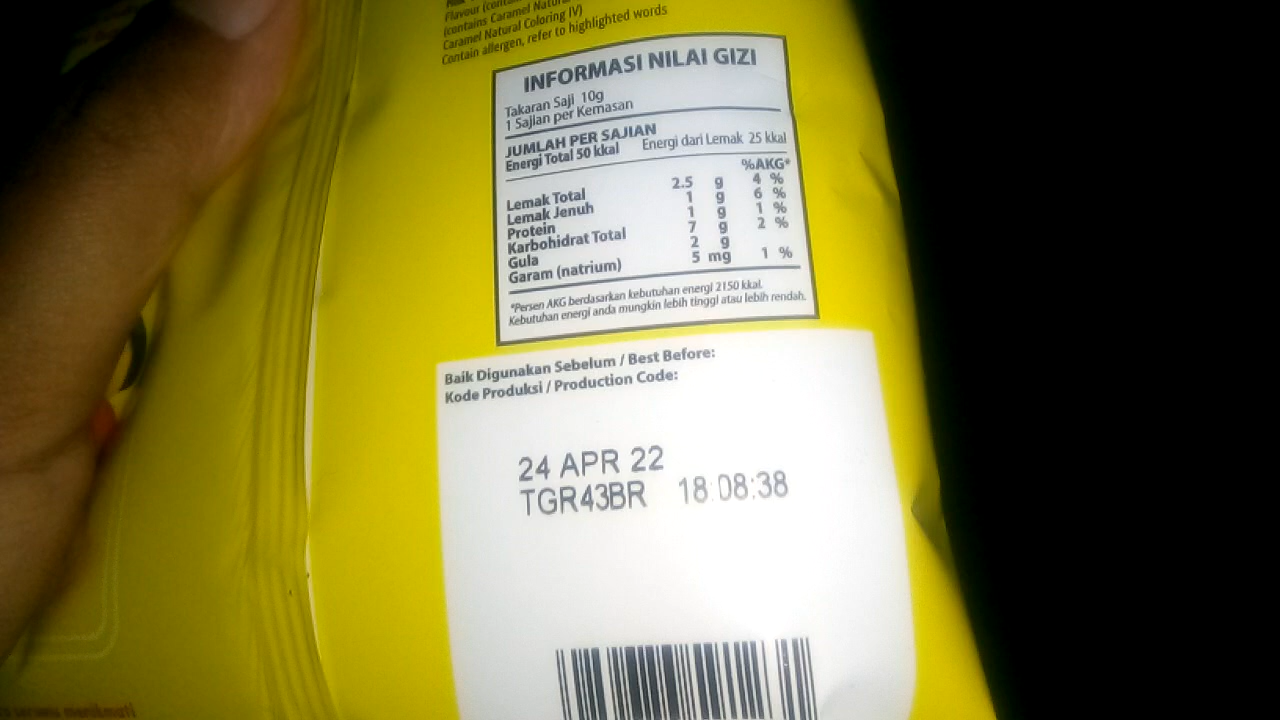 Flavour (contains
(contains Caramel Natural
Caramel Natural Coloring IV)
Contain allergen, refer to highlighted words
INFORMASI NILAI GIZI
Takaran Saji 10g
1 Sajian per Kemasan
JUMLAH PER SAJIAN
Energi Total 50 kkal Energi dari Lemak 25 kkal
%AKG*
Lemak Total 2.5 g 4 %
Lemak Jenuh 1 g 6 %
Protein 1 g 1 %
Karbohidrat Total 7 g 2 %
Gula 2 g
Garam (natrium) 5 mg 1 %
*Persen AKG berdasarkan kebutuhan energi 2150 kkal.
Kebutuhan energi anda mungkin lebih tinggi atau lebih rendah.
Baik Digunakan Sebelum / Best Before:
Kode Produksi / Production Code:
24 APR 22
TGR43BR 18:08:38
menikmati